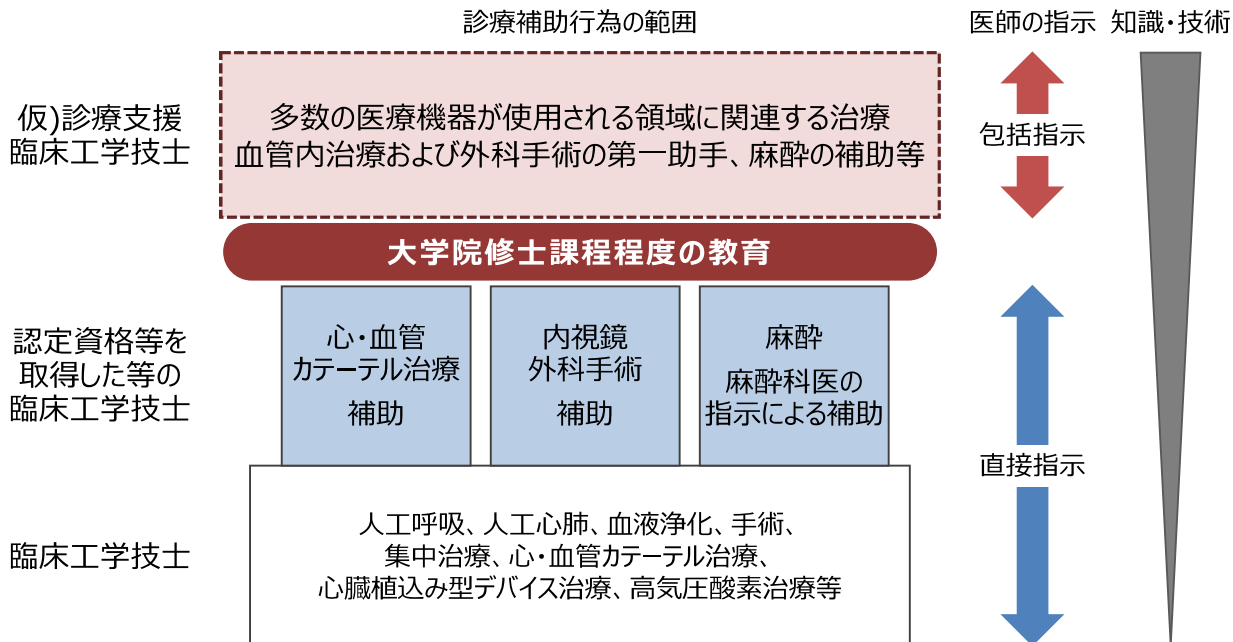 診療補助行為の範囲
医師の指示
知識・技術
仮)診療支援
臨床工学技士
多数の医療機器が使用される領域に関連する治療
血管内治療および外科手術の第一助手、麻酔の補助等
包括指示
大学院修士課程程度の教育
認定資格等を
取得した等の
臨床工学技士
心・血管
カテーテル治療
補助
内視鏡
外科手術
補助
麻酔
麻酔科医の
指示による補助
直接指示
臨床工学技士
人工呼吸、人工心肺、血液浄化、手術、
集中治療、心・血管カテーテル治療、
心臓植込み型デバイス治療、高気圧酸素治療等